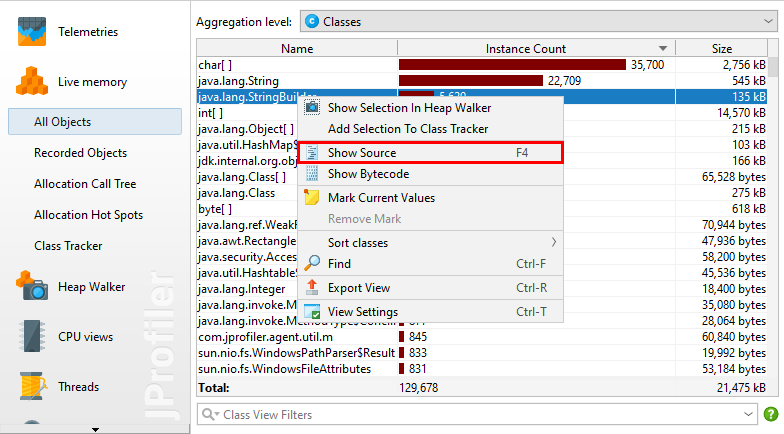 Telemetries
Live memory
All Objects
Recorded Objects
Allocation Call Tree
Allocation Hot Spots
Class Tracker
Heap Walker
CPU views
Threads
JProfiler
Aggregation level: Classes
Name Instance Count Size
char[ ] 35,700 2,756 kB
java.lang.String 22,709 545 kB
java.lang.StringBuilder 5,620 135 kB
int[ ] 14,570 kB
java.lang.Object[ ] 215 kB
java.util.HashMap$ 103 kB
jdk.internal.org.obj 166 kB
java.lang.Class[ ] 65,528 bytes
java.lang.Class 275 kB
byte[ ] 618 kB
java.lang.ref.WeakR 70,944 bytes
java.awt.Rectangle 47,936 bytes
java.security.Acces 53,200 bytes
java.util.Hashtable$ 46,240 bytes
java.lang.Integer 18,400 bytes
java.lang.invoke.M 35,080 bytes
java.lang.invoke.MethodType$ConcU 877 28,064 bytes
com.jprofiler.agent.util.m 845 60,840 bytes
sun.nio.fs.WindowsPathParser$Result 833 19,992 bytes
sun.nio.fs.WindowsFileAttributes 831 53,184 bytes
Total: 129,678 21,475 kB
Show Selection In Heap Walker
Add Selection To Class Tracker
Show Source F4
Show Bytecode
Mark Current Values
Remove Mark
Sort classes
Find Ctrl-F
Export View Ctrl-R
View Settings Ctrl-T
Class View Filters